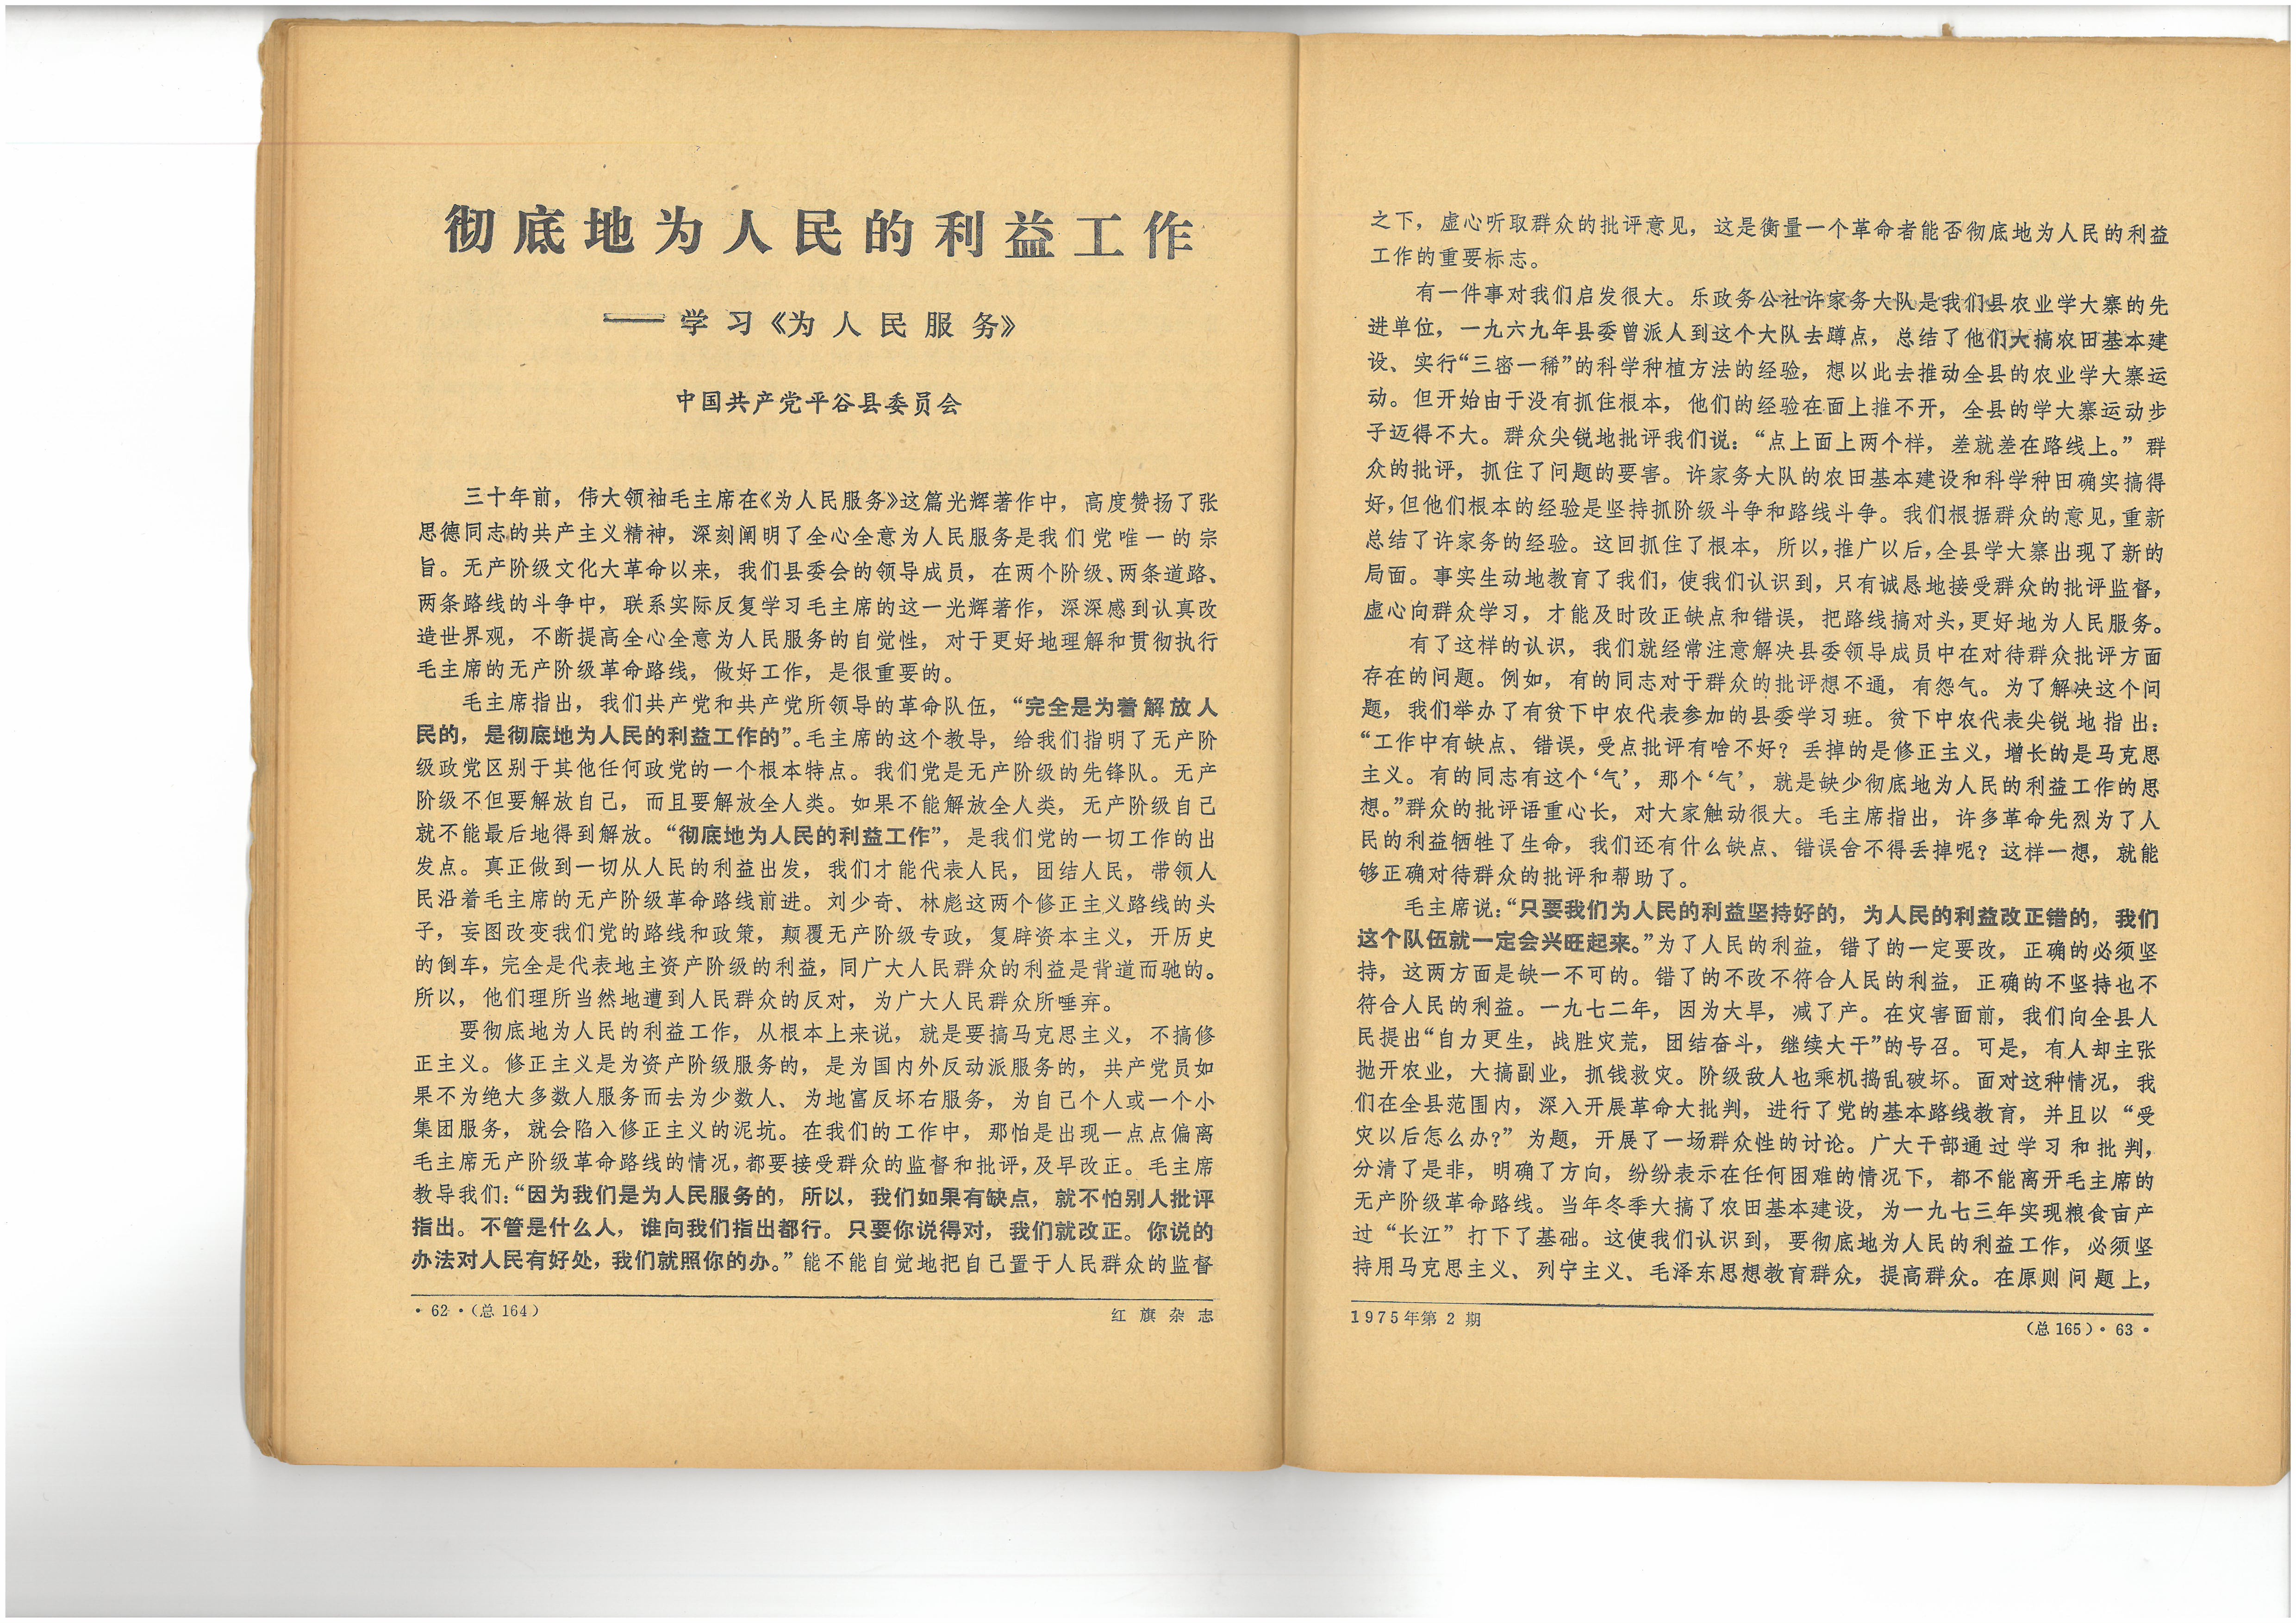 彻底地为人民的利益工作
——学习《为人民服务》
中国共产党平谷县委员会
三十年前，伟大领袖毛主席在《为人民服务》这篇光辉著作中，高度赞扬了张
思德同志的共产主义精神，深刻阐明了全心全意为人民服务是我们党唯一的宗
旨。无产阶级文化大革命以来，我们县委会的领导成员，在两个阶级、两条道路、
两条路线的斗争中，联系实际反复学习毛主席的这一光辉著作，深深感到认真改
造世界观，不断提高全心全意为人民服务的自觉性，对于更好地理解和贯彻执行
毛主席的无产阶级革命路线，做好工作，是很重要的。
毛主席指出，我们共产党和共产党所领导的革命队伍，“完全是为着解放人
民的，是彻底地为人民的利益工作的”。毛主席的这个教导，给我们指明了无产阶
级政党区别于其他任何政党的一个根本特点。我们党是无产阶级的先锋队。无产
阶级不但要解放自己，而且要解放全人类。如果不能解放全人类，无产阶级自己
就不能最后地得到解放。“彻底地为人民的利益工作”，是我们党的一切工作的出
发点。真正做到一切从人民的利益出发，我们才能代表人民，团结人民，带领人
民沿着毛主席的无产阶级革命路线前进。刘少奇、林彪这两个修正主义路线的头
子，妄图改变我们党的路线和政策，颠覆无产阶级专政，复辟资本主义，开历史
的倒车，完全是代表地主资产阶级的利益，同广大人民群众的利益是背道而驰的。
所以，他们理所当然地遭到人民群众的反对，为广大人民群众所唾弃。
要彻底地为人民的利益工作，从根本上来说，就是要搞马克思主义，不搞修
正主义。修正主义是为资产阶级服务的，是为国内外反动派服务的，共产党员如
果不为绝大多数人服务而去为少数人、为地富反坏右服务，为自己个人或一个小
集团服务，就会陷入修正主义的泥坑。在我们的工作中，那怕是出现一点点偏离
毛主席无产阶级革命路线的情况，都要接受群众的监督和批评，及早改正。毛主席
教导我们：“因为我们是为人民服务的，所以，我们如果有缺点，就不怕别人批评
指出。不管是什么人，谁向我们指出都行。只要你说得对，我们就改正。你说的
办法对人民有好处，我们就照你的办。”能不能自觉地把自己置于人民群众的监督
·62·（总164）
红旗杂志
之下，虚心听取群众的批评意见，这是衡量一个革命者能否彻底地为人民的利益
工作的重要标志。
有一件事对我们启发很大。乐政务公社许家务大队是我们县农业学大寨的先
进单位，一九六九年县委曾派人到这个大队去蹲点，总结了他们大搞农田基本建
设、实行“三密一稀”的科学种植方法的经验，想以此去推动全县的农业学大寨运
动。但开始由于没有抓住根本，他们的经验在面上推不开，全县的学大寨运动步
子迈得不大。群众尖锐地批评我们说：“点上面上两个样，差就差在路线上。”群
众的批评，抓住了问题的要害。许家务大队的农田基本建设和科学种田确实搞得
好，但他们根本的经验是坚持抓阶级斗争和路线斗争。我们根据群众的意见，重新
总结了许家务的经验。这回抓住了根本，所以，推广以后，全县学大寨出现了新的
局面。事实生动地教育了我们，使我们认识到，只有诚恳地接受群众的批评监督，
虚心向群众学习，才能及时改正缺点和错误，把路线搞对头，更好地为人民服务。
有了这样的认识，我们就经常注意解决县委领导成员中在对待群众批评方面
存在的问题。例如，有的同志对于群众的批评想不通，有怨气。为了解决这个问
题，我们举办了有贫下中农代表参加的县委学习班。贫下中农代表尖锐地指出：
“工作中有缺点、错误，受点批评有啥不好？丢掉的是修正主义，增长的是马克思
主义。有的同志有这个‘气’，那个‘气’，就是缺少彻底地为人民的利益工作的思
想。”群众的批评语重心长，对大家触动很大。毛主席指出，许多革命先烈为了人
民的利益牺牲了生命，我们还有什么缺点、错误舍不得丢掉呢？这样一想，就能
够正确对待群众的批评和帮助了。
毛主席说：“只要我们为人民的利益坚持好的，为人民的利益改正错的，我们
这个队伍就一定会兴旺起来。”为了人民的利益，错了的一定要改，正确的必须坚
持，这两方面是缺一不可的。错了的不改不符合人民的利益，正确的不坚持也不
符合人民的利益。一九七二年，因为大旱，减了产。在灾害面前，我们向全县人
民提出“自力更生，战胜灾荒，团结奋斗，继续大干”的号召。可是，有人却主张
抛开农业，大搞副业，抓钱救灾。阶级敌人也乘机捣乱破坏。面对这种情况，我
们在全县范围内，深入开展革命大批判，进行了党的基本路线教育，并且以“受
灾以后怎么办？”为题，开展了一场群众性的讨论。广大干部通过学习和批判，
分清了是非，明确了方向，纷纷表示在任何困难的情况下，都不能离开毛主席的
无产阶级革命路线。当年冬季大搞了农田基本建设，为一九七三年实现粮食亩产
过“长江”打下了基础。这使我们认识到，要彻底地为人民的利益工作，必须坚
持用马克思主义、列宁主义、毛泽东思想教育群众，提高群众。在原则问题上，
1975年第2期
（总165）·63·